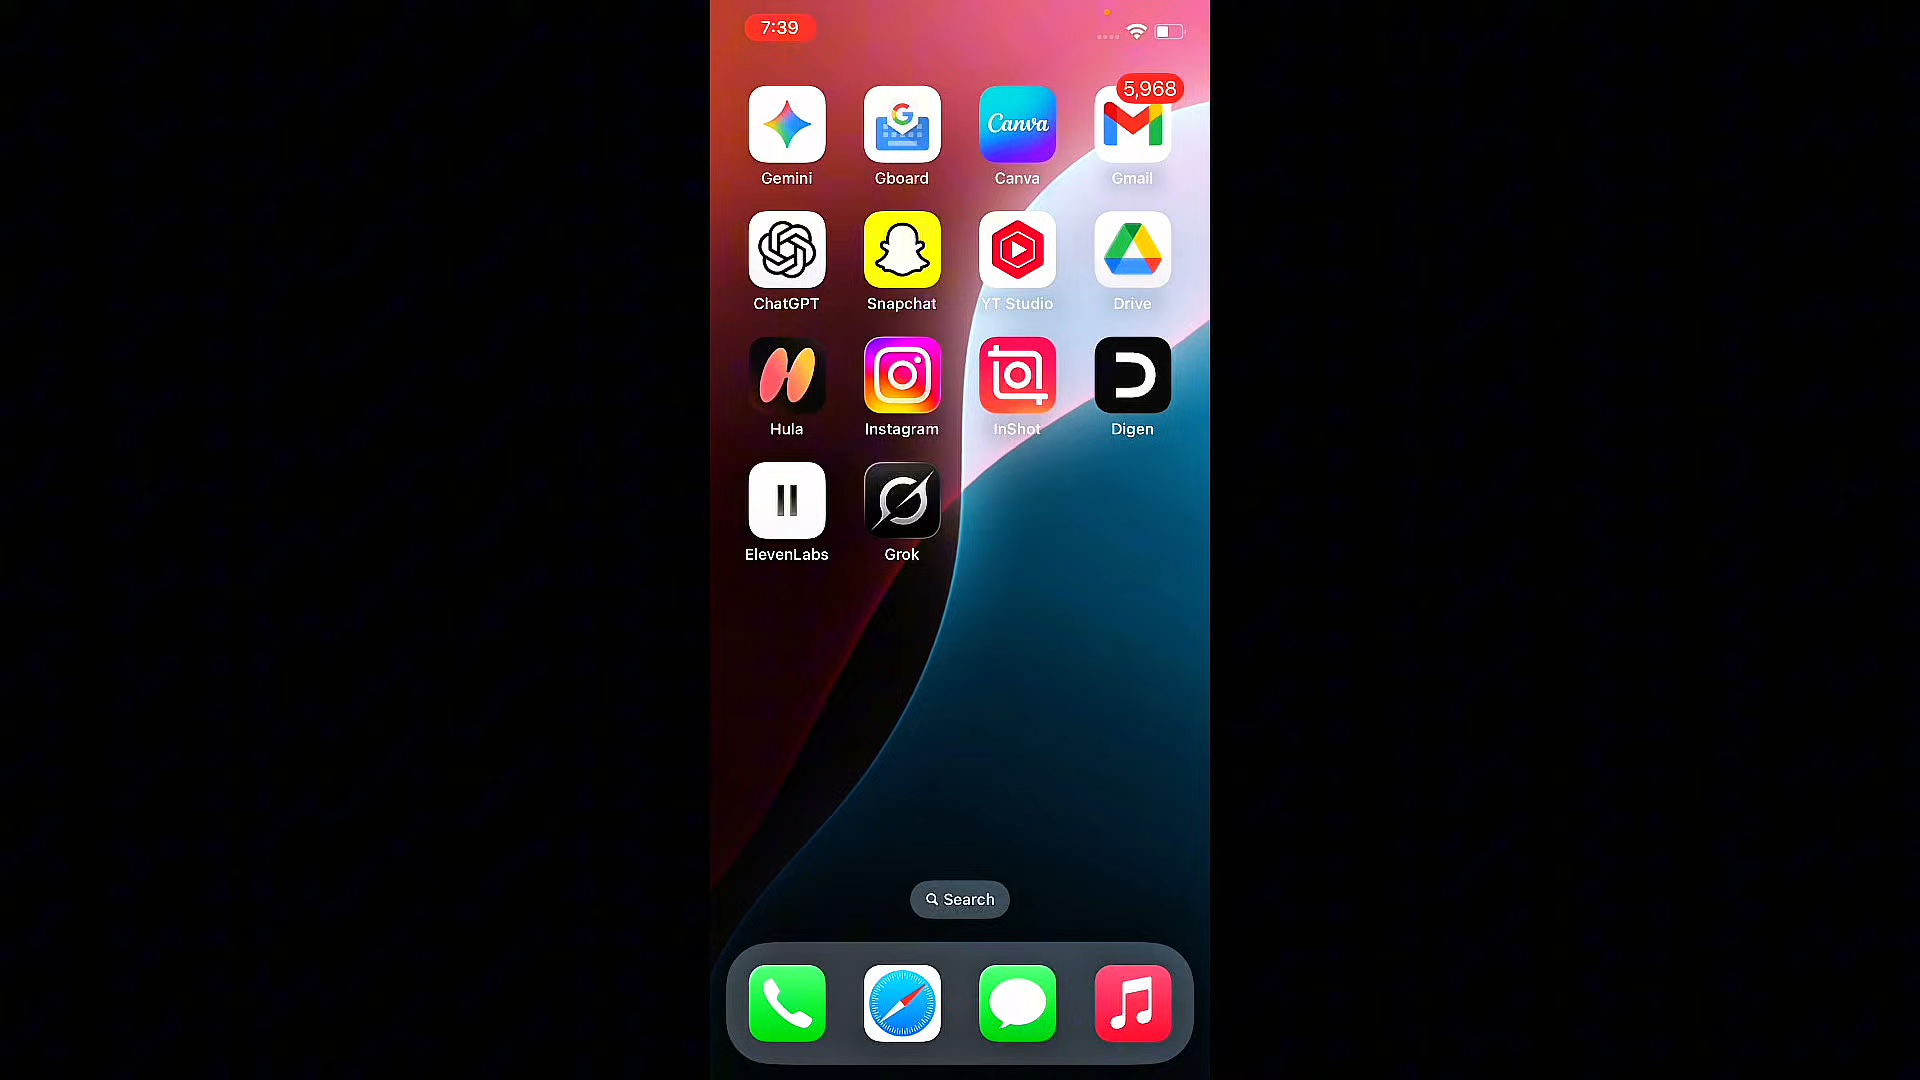 7:39
5,968
Canva
Gemini Gboard Canva Gmail
ChatGPT Snapchat YT Studio Drive
Hula Instagram InShot Digen
ElevenLabs Grok
Search